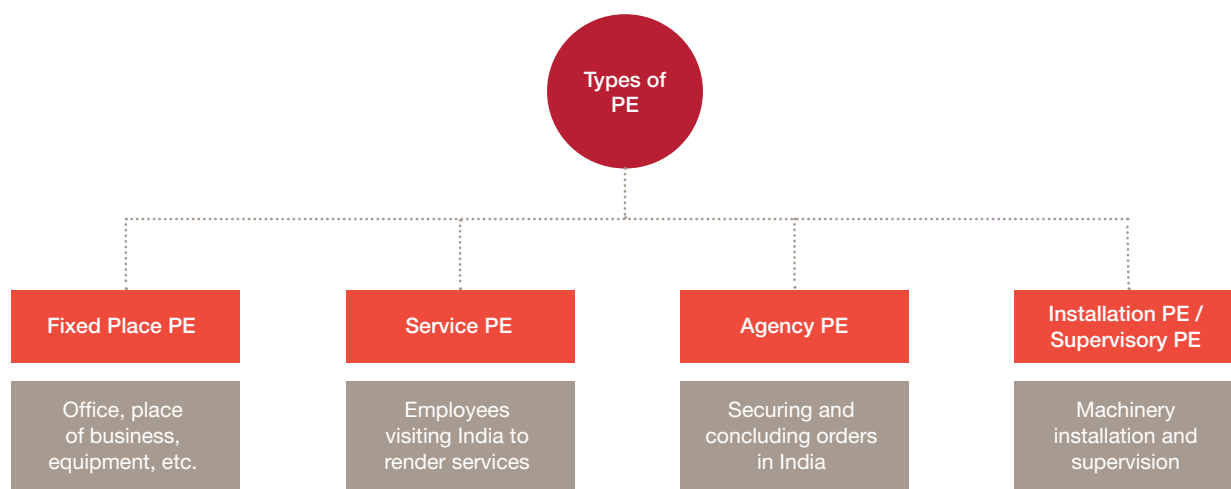 Types of
PE
Fixed Place PE
Service PE
Agency PE
Installation PE /
Supervisory PE
Office, place
of business,
equipment, etc.
Employees
visiting India to
render services
Securing and
concluding orders
in India
Machinery
installation and
supervision